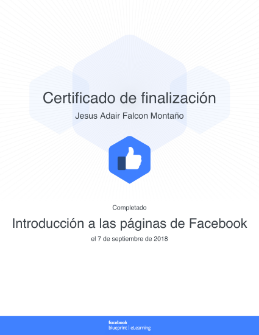 Certificado de finalización
Jesus Adair Falcon Montaño
Completado
Introducción a las páginas de Facebook
el 7 de septiembre de 2018
facebook
blueprint | eLearning